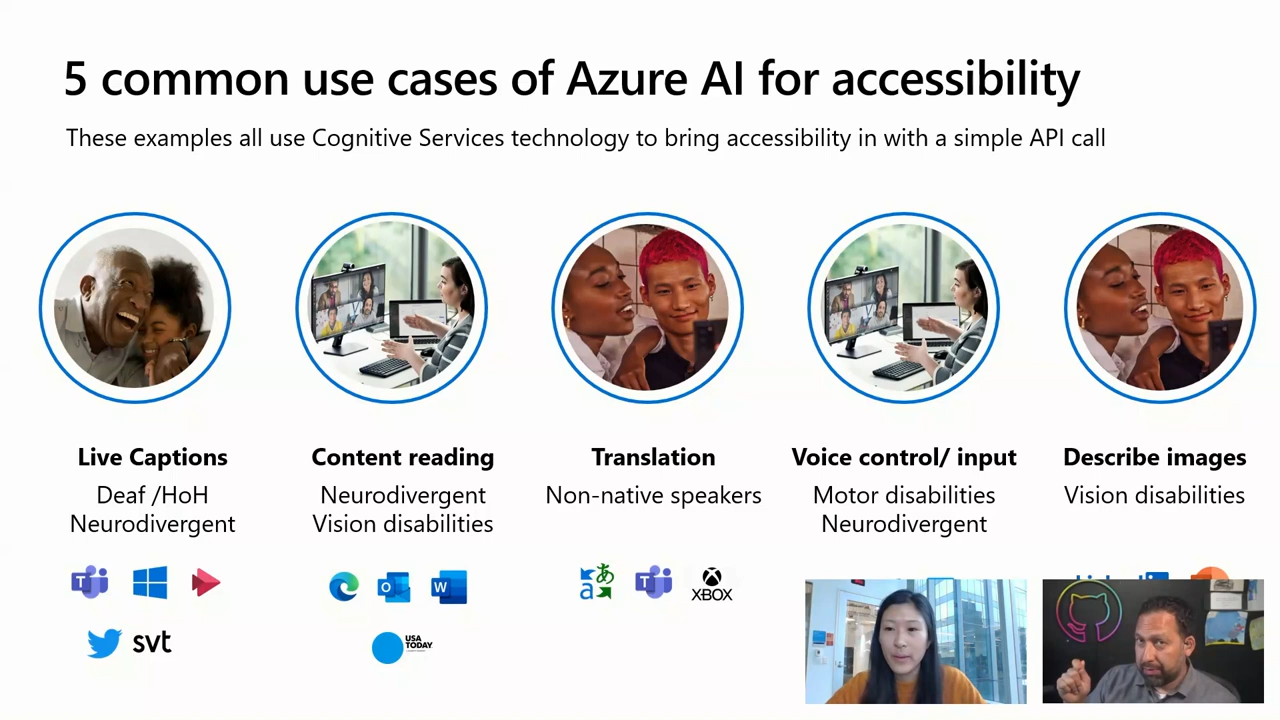 5 common use cases of Azure AI for accessibility
These examples all use Cognitive Services technology to bring accessibility in with a simple API call
Live Captions
Deaf /HoH
Neurodivergent
Content reading
Neurodivergent
Vision disabilities
Translation
Non-native speakers
Voice control/ input
Motor disabilities
Neurodivergent
Describe images
Vision disabilities
T
svt
O
W
USA
TODAY
a あ
T
XBOX